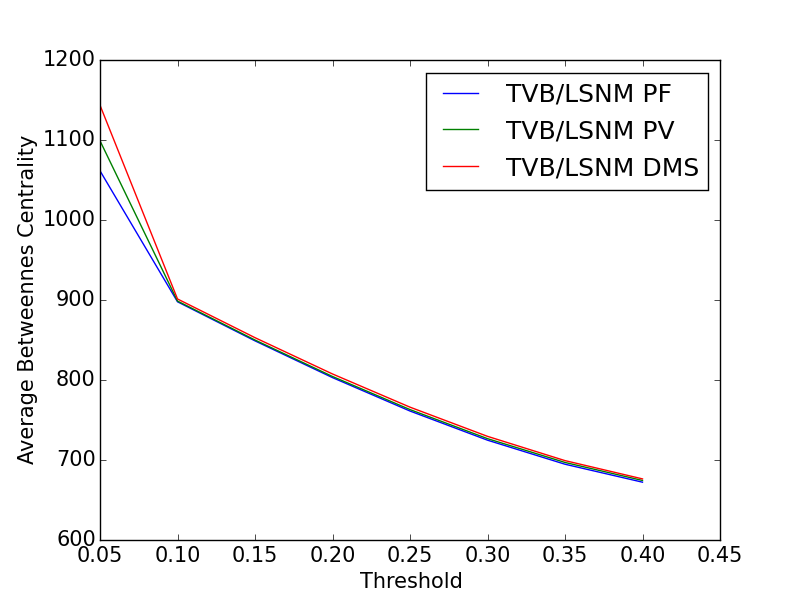 1200
1100
1000
900
800
700
600
Average Betweennes Centrality
TVB/LSNM PF
TVB/LSNM PV
TVB/LSNM DMS
0.05 0.10 0.15 0.20 0.25 0.30 0.35 0.40 0.45
Threshold